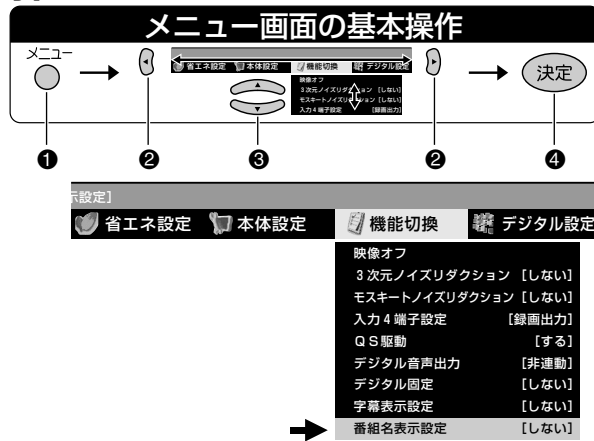 メニュー画面の基本操作
メニュー
省エネ設定 本体設定 機能切換 デジタル設定
映像オフ
3次元ノイズリダクション [しない]
モスキートノイズリダクション [しない]
入力4端子設定 [録画出力]
決定
❶ ❷ ❸ ❷ ❹
示設定]
省エネ設定 本体設定 機能切換 デジタル設定
映像オフ
3次元ノイズリダクション [しない]
モスキートノイズリダクション [しない]
入力4端子設定 [録画出力]
QS駆動 [する]
デジタル音声出力 [非連動]
デジタル固定 [しない]
字幕表示設定 [しない]
番組名表示設定 [しない]